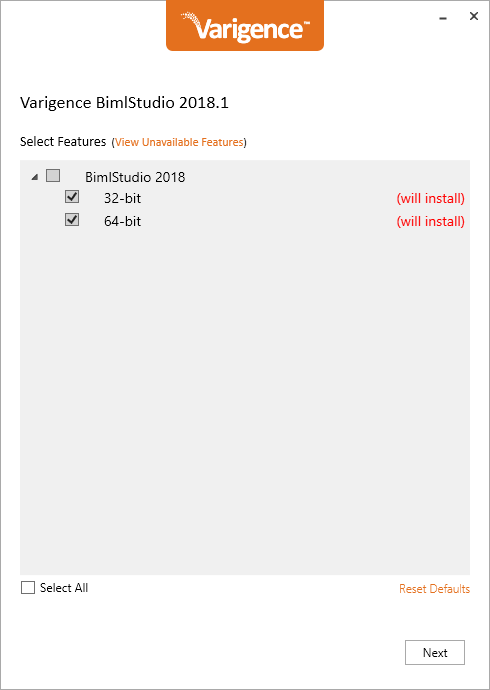 Varigence™
Varigence BimlStudio 2018.1
Select Features (View Unavailable Features)
BimlStudio 2018
32-bit (will install)
64-bit (will install)
Select All Reset Defaults
Next